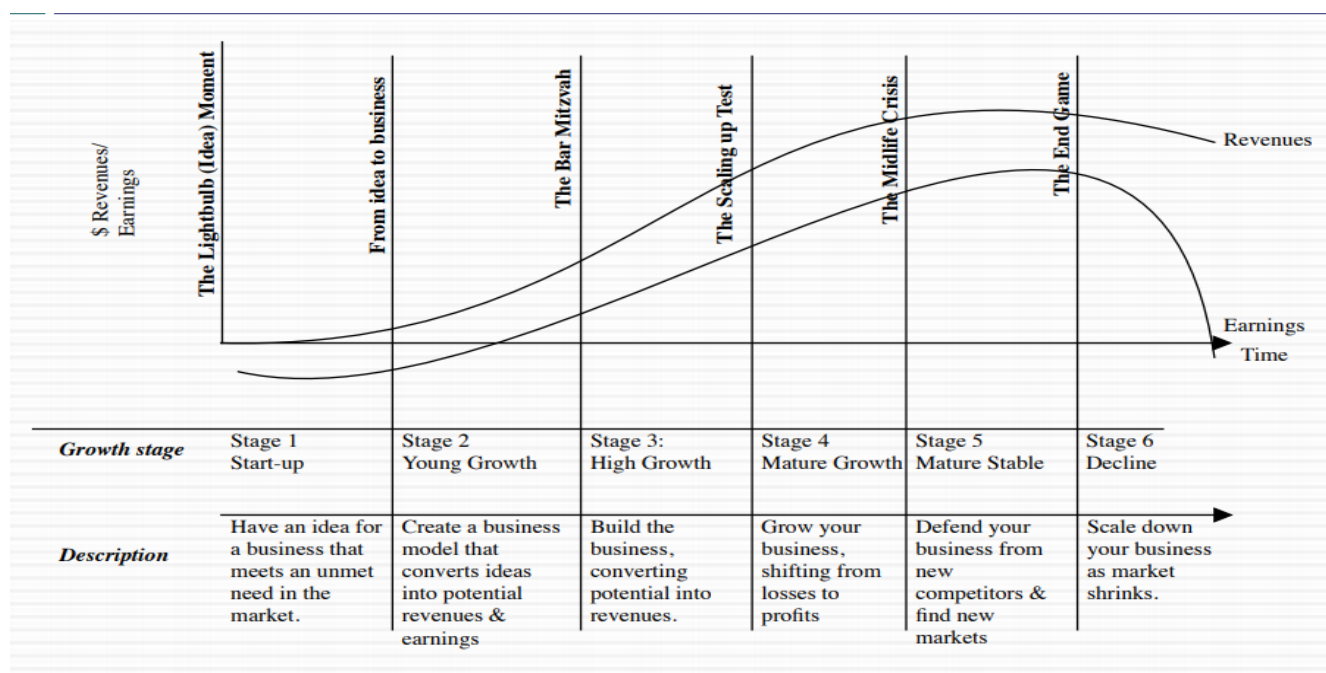 $ Revenues/
Earnings
The Lightbulb (Idea) Moment
From idea to business
The Bar Mitzvah
The Scaling up Test
The Midlife Crisis
The End Game
Revenues
Earnings
Time
Growth stage
Stage 1
Start-up
Stage 2
Young Growth
Stage 3:
High Growth
Stage 4
Mature Growth
Stage 5
Mature Stable
Stage 6
Decline
Description
Have an idea for
a business that
meets an unmet
need in the
market.
Create a business
model that
converts ideas
into potential
revenues &
earnings
Build the
business,
converting
potential into
revenues.
Grow your
business,
shifting from
losses to
profits
Defend your
business from
new
competitors &
find new
markets
Scale down
your business
as market
shrinks.